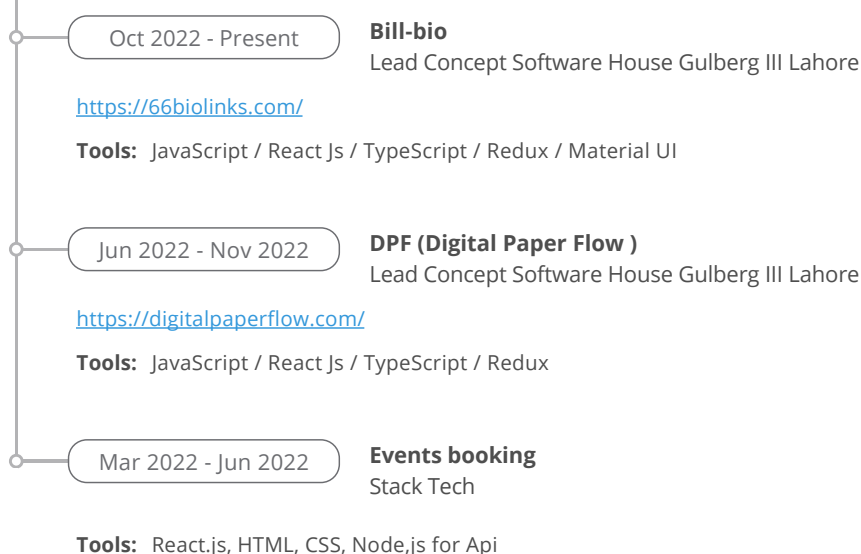 Oct 2022 - Present
Bill-bio
Lead Concept Software House Gulberg III Lahore
https://66biolinks.com/
Tools: JavaScript / React Js / TypeScript / Redux / Material UI
Jun 2022 - Nov 2022
DPF (Digital Paper Flow )
Lead Concept Software House Gulberg III Lahore
https://digitalpaperflow.com/
Tools: JavaScript / React Js / TypeScript / Redux
Mar 2022 - Jun 2022
Events booking
Stack Tech
Tools: React.js, HTML, CSS, Node,js for Api